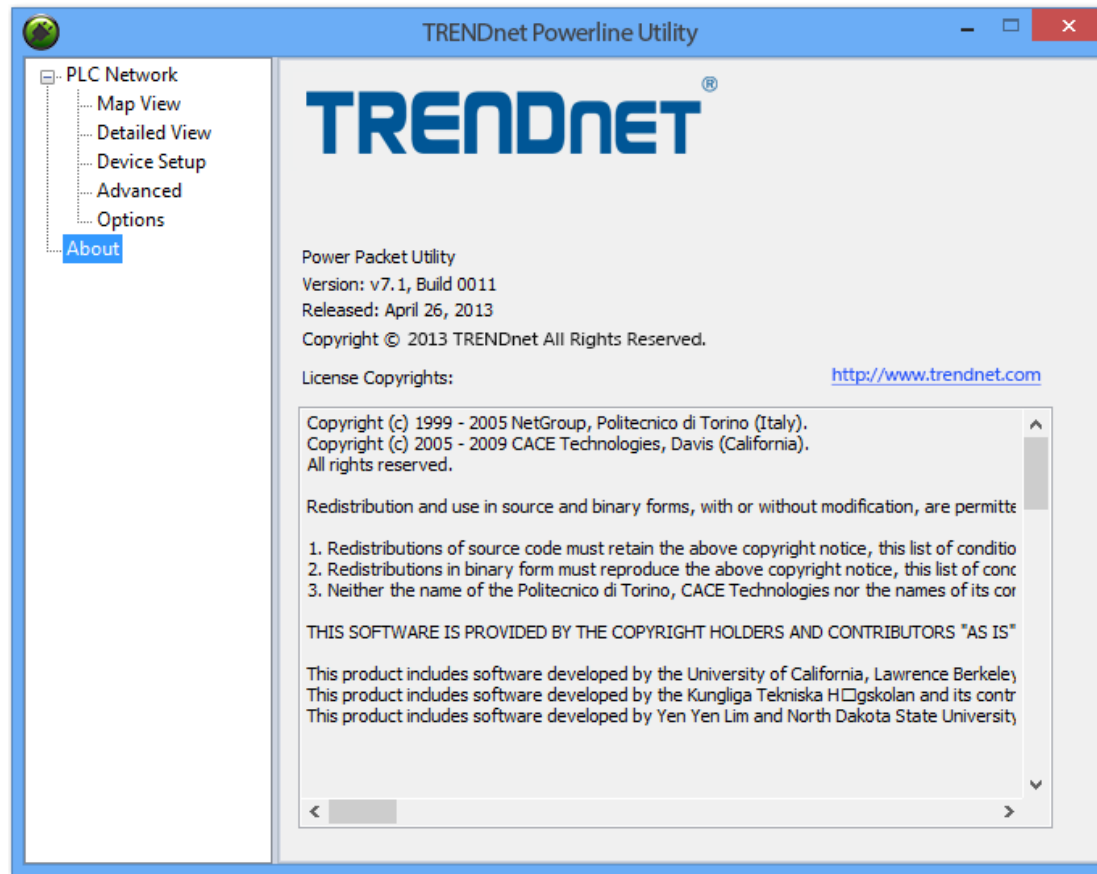 TRENDnet Powerline Utility
PLC Network
Map View
Detailed View
Device Setup
Advanced
Options
About
TRENDNET®
Power Packet Utility
Version: v7.1, Build 0011
Released: April 26, 2013
Copyright © 2013 TRENDnet All Rights Reserved.
License Copyrights:
http://www.trendnet.com
Copyright (c) 1999 - 2005 NetGroup, Politecnico di Torino (Italy).
Copyright (c) 2005 - 2009 CACE Technologies, Davis (California).
All rights reserved.
Redistribution and use in source and binary forms, with or without modification, are permitte
1. Redistributions of source code must retain the above copyright notice, this list of conditio
2. Redistributions in binary form must reproduce the above copyright notice, this list of conc
3. Neither the name of the Politecnico di Torino, CACE Technologies nor the names of its cor
THIS SOFTWARE IS PROVIDED BY THE COPYRIGHT HOLDERS AND CONTRIBUTORS "AS IS"
This product includes software developed by the University of California, Lawrence Berkeley
This product includes software developed by the Kungliga Tekniska H□gskolan and its contr
This product includes software developed by Yen Yen Lim and North Dakota State University